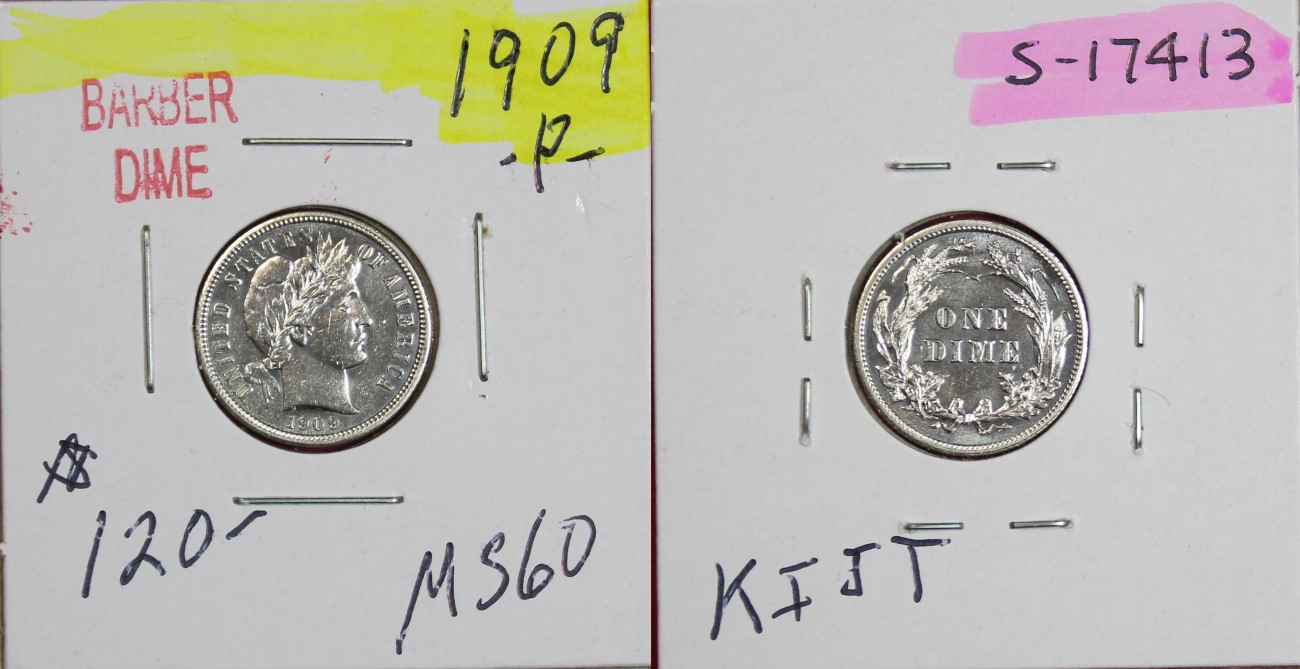 1909
-P-
BARBER
DIME
UNITED STATES OF AMERICA
1909
$120-
MS60
S-17413
ONE
DIME
KIJT